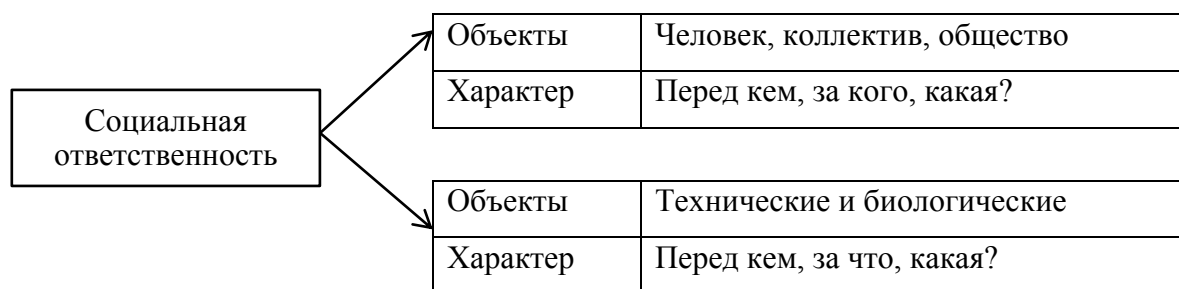 Социальная
ответственность
Объекты Человек, коллектив, общество
Характер Перед кем, за кого, какая?
Объекты Технические и биологические
Характер Перед кем, за что, какая?